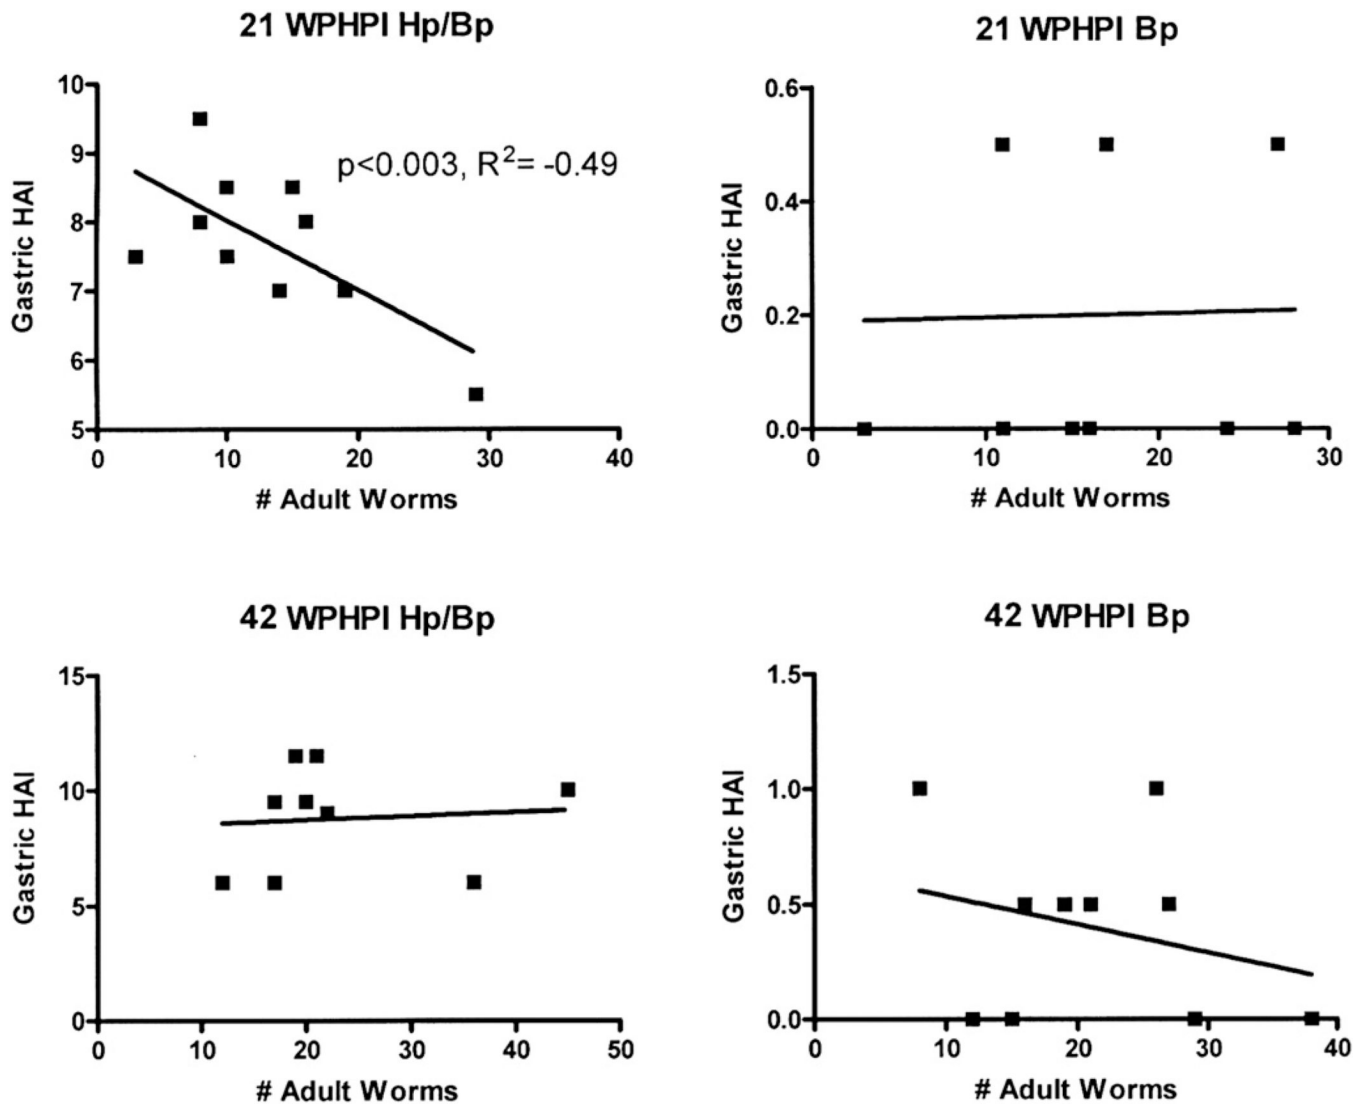 21 WPHPI Hp/Bp
10
9
8
7
6
5
Gastric HAI
p<0.003, R²= -0.49
0 10 20 30 40
# Adult Worms
21 WPHPI Bp
0.6
0.4
0.2
0.0
Gastric HAI
0 10 20 30
# Adult Worms
42 WPHPI Hp/Bp
15
10
5
0
Gastric HAI
0 10 20 30 40 50
# Adult Worms
42 WPHPI Bp
1.5
1.0
0.5
0.0
Gastric HAI
0 10 20 30 40
# Adult Worms